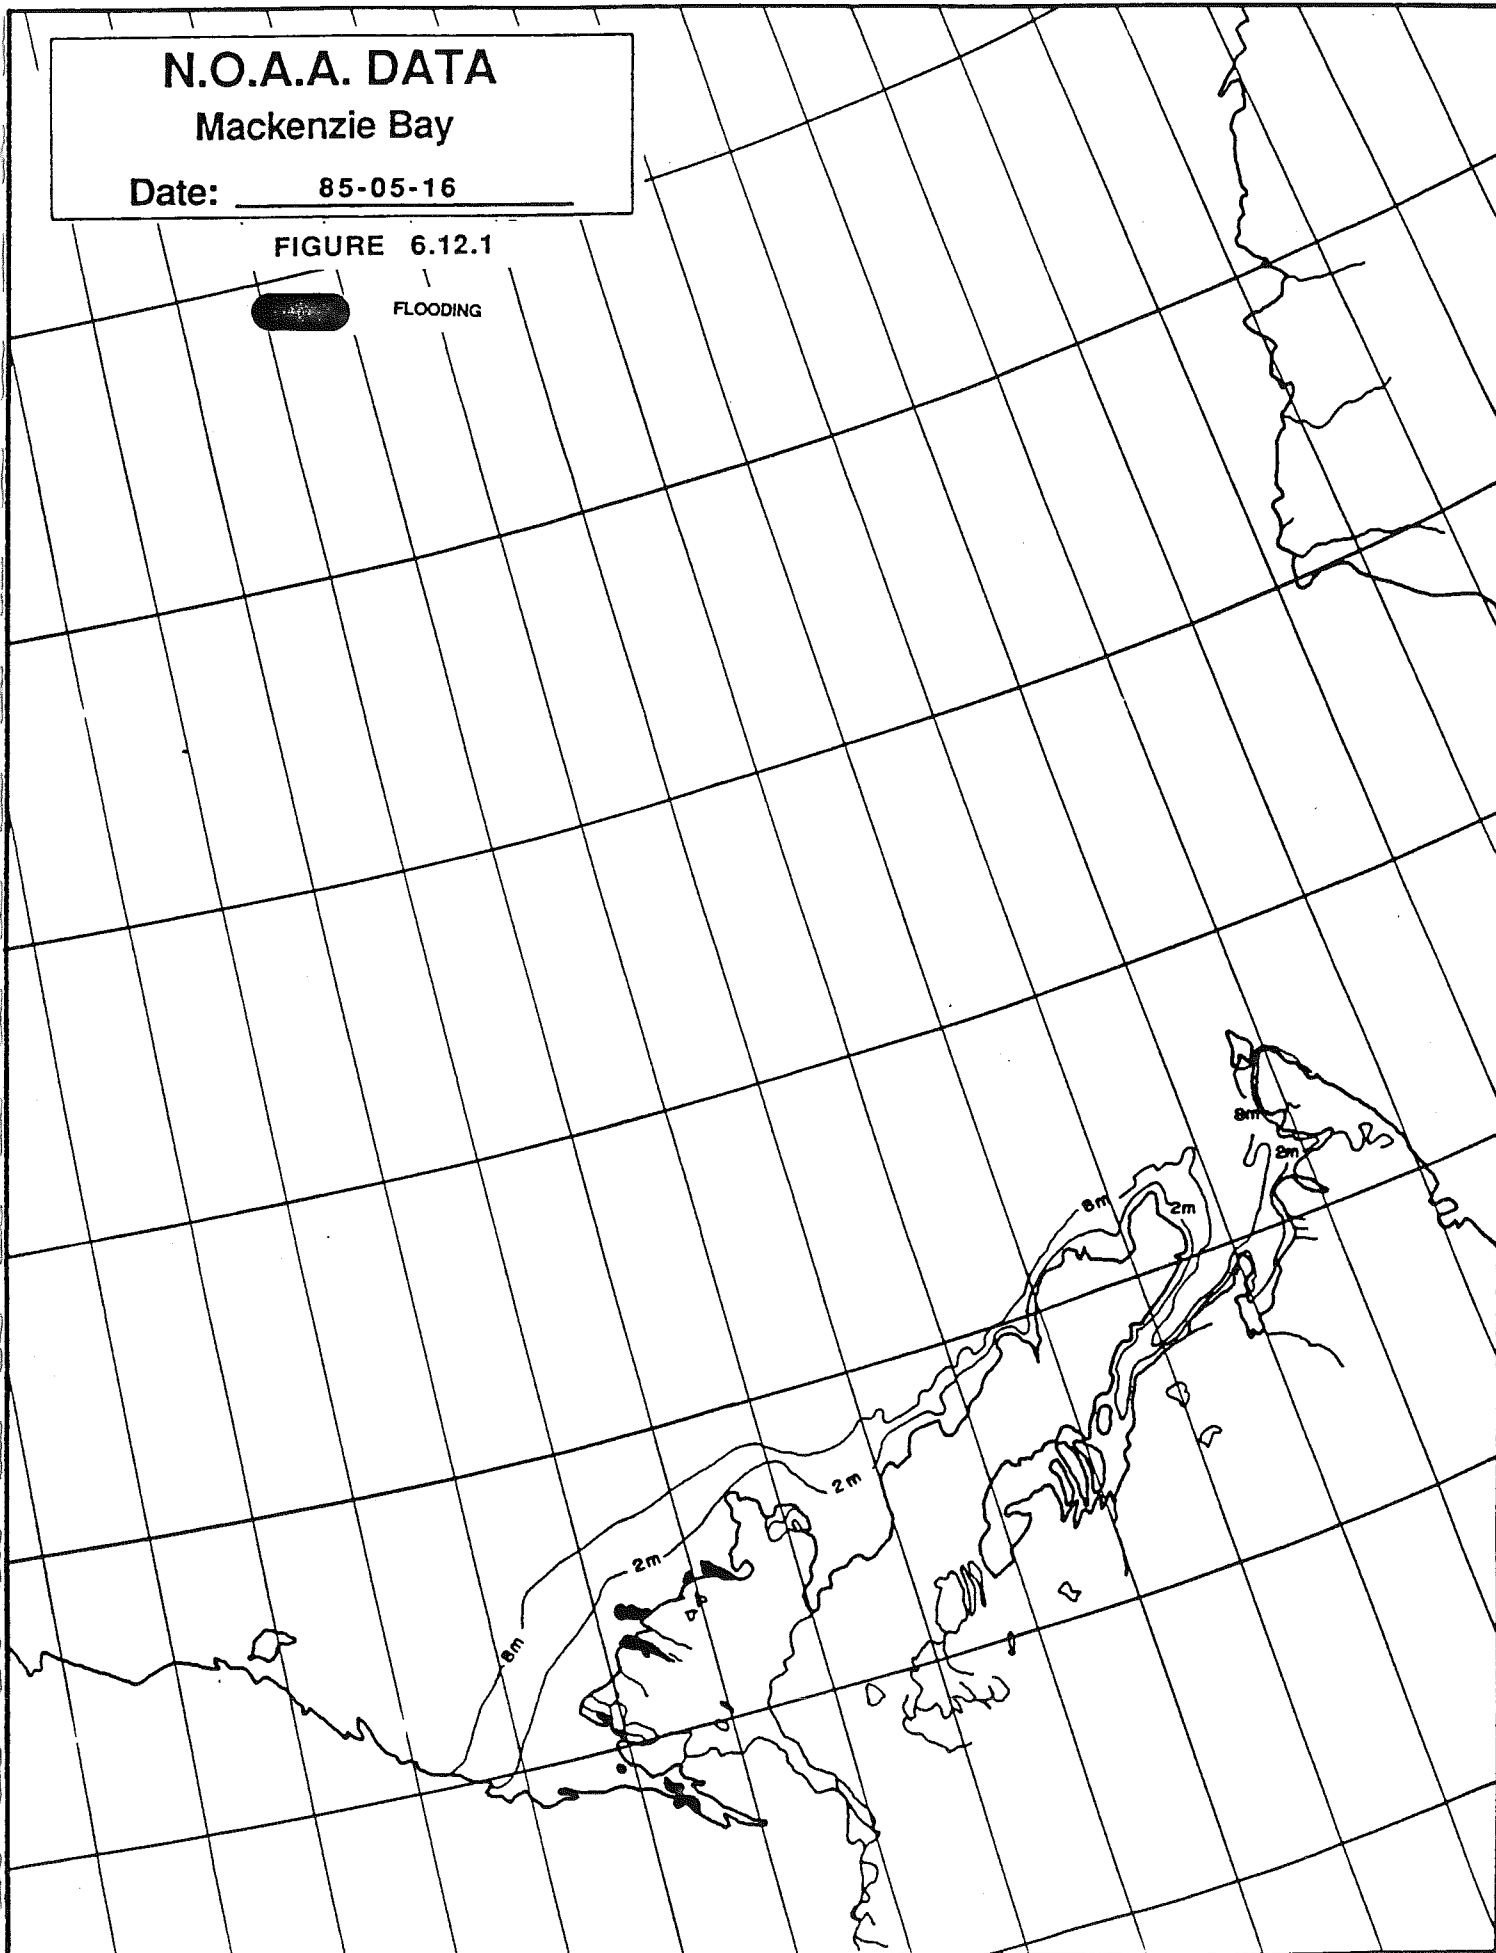 N.O.A.A. DATA
Mackenzie Bay
Date: 85-05-16
FIGURE 6.12.1
FLOODING
8m
2m
8m
2m
2m
2m
8m